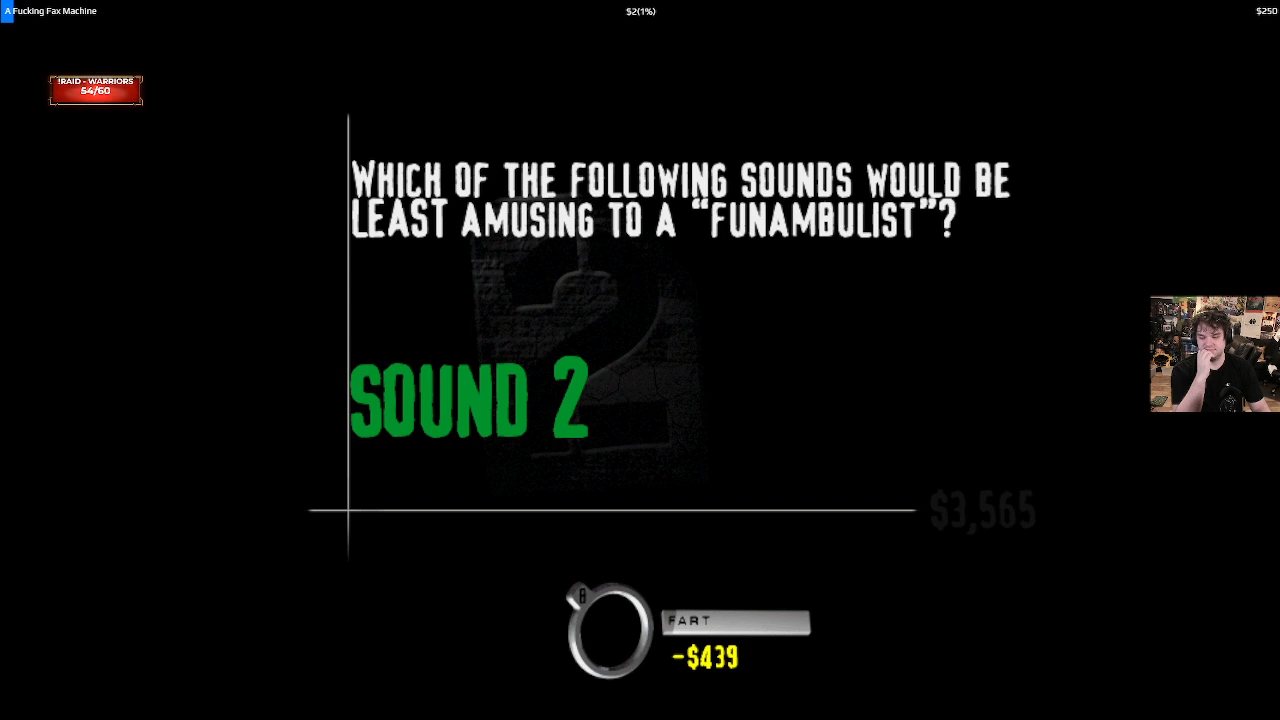 A Fucking Fax Machine
$2(1%)
$250
!RAID - WARRIORS
54/60
WHICH OF THE FOLLOWING SOUNDS WOULD BE
LEAST AMUSING TO A “FUNAMBULIST”?
SOUND 2
$3,565
B
FART
-$439